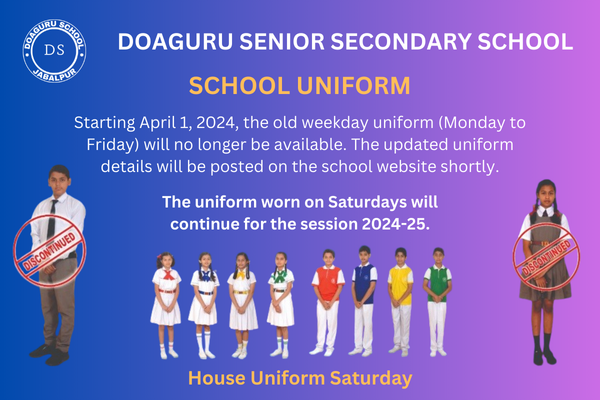 DOAGURU SCHOOL
DS
JABALPUR
DOAGURU SENIOR SECONDARY SCHOOL
SCHOOL UNIFORM
Starting April 1, 2024, the old weekday uniform (Monday to
Friday) will no longer be available. The updated uniform
details will be posted on the school website shortly.
The uniform worn on Saturdays will
continue for the session 2024-25.
DISCONTINUED
DISCONTINUED
House Uniform Saturday